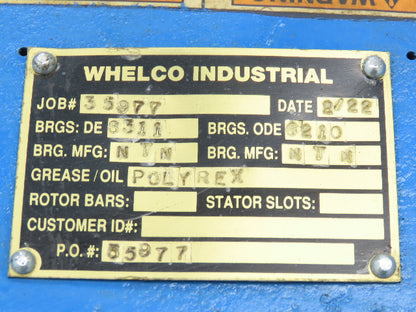 WARNING
WHELCO INDUSTRIAL
JOB# 35977 DATE 2/22
BRGS: DE 6311 BRGS. ODE 6210
BRG. MFG: NTN BRG. MFG: NTN
GREASE/OIL POLYREX
ROTOR BARS: STATOR SLOTS:
CUSTOMER ID#:
P.O. #: 35977